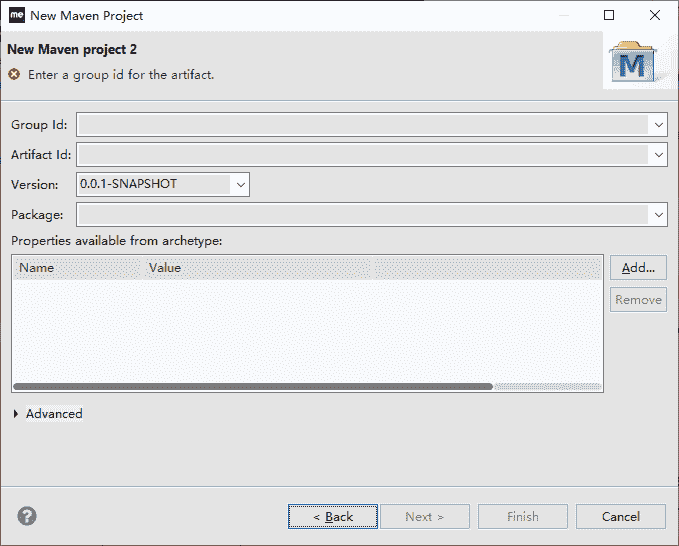 me New Maven Project
New Maven project 2
Enter a group id for the artifact.
M
Group Id:
Artifact Id:
Version: 0.0.1-SNAPSHOT
Package:
Properties available from archetype:
Name Value
Add...
Remove
Advanced
? < Back Next > Finish Cancel